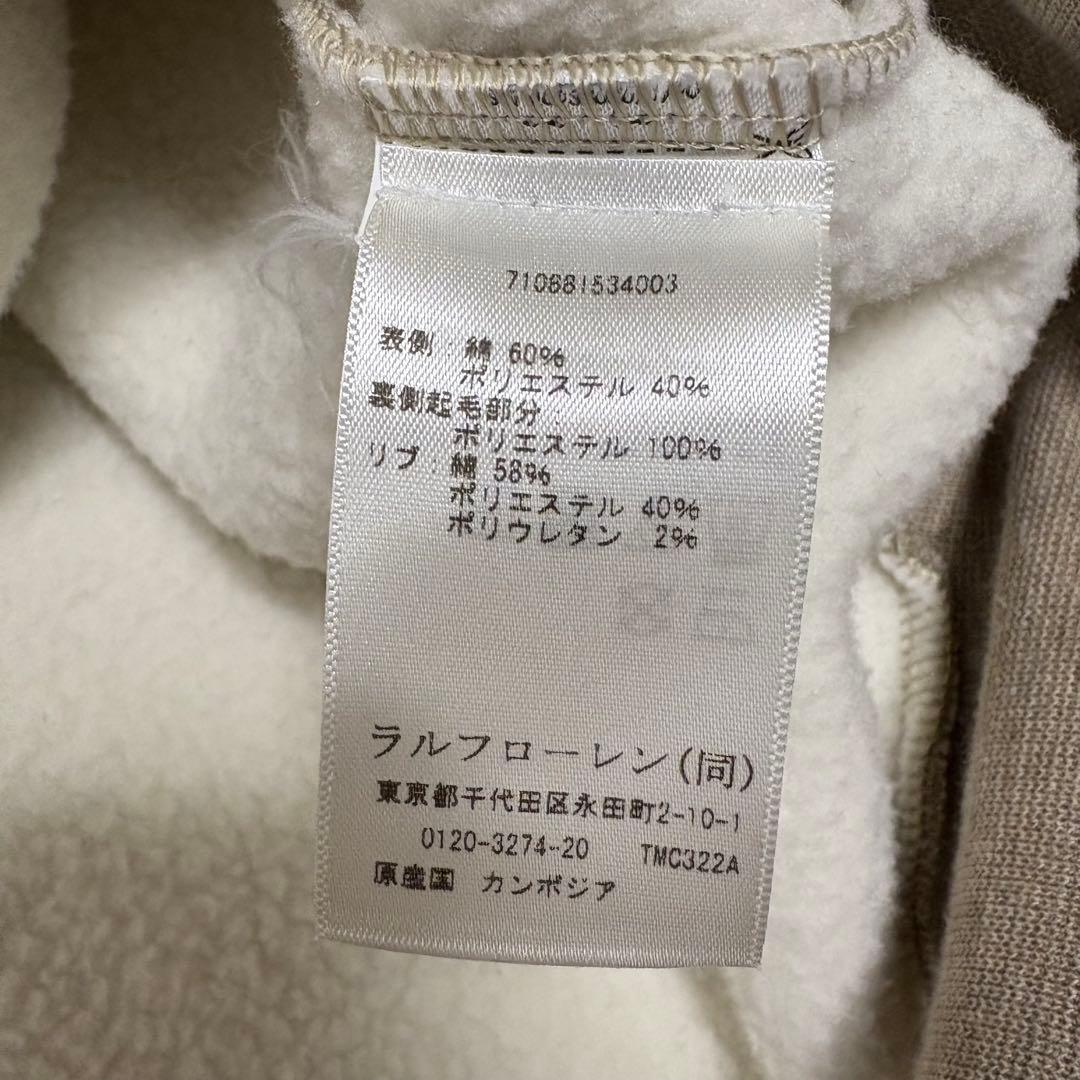 710881534003
表側 綿 60%
ポリエステル 40%
裏側起毛部分:
ポリエステル 100%
リブ: 綿 58%
ポリエステル 40%
ポリウレタン 2%
ラルフローレン(同)
東京都千代田区永田町2-10-1
0120-3274-20 TMC322A
原産国 カンボジア